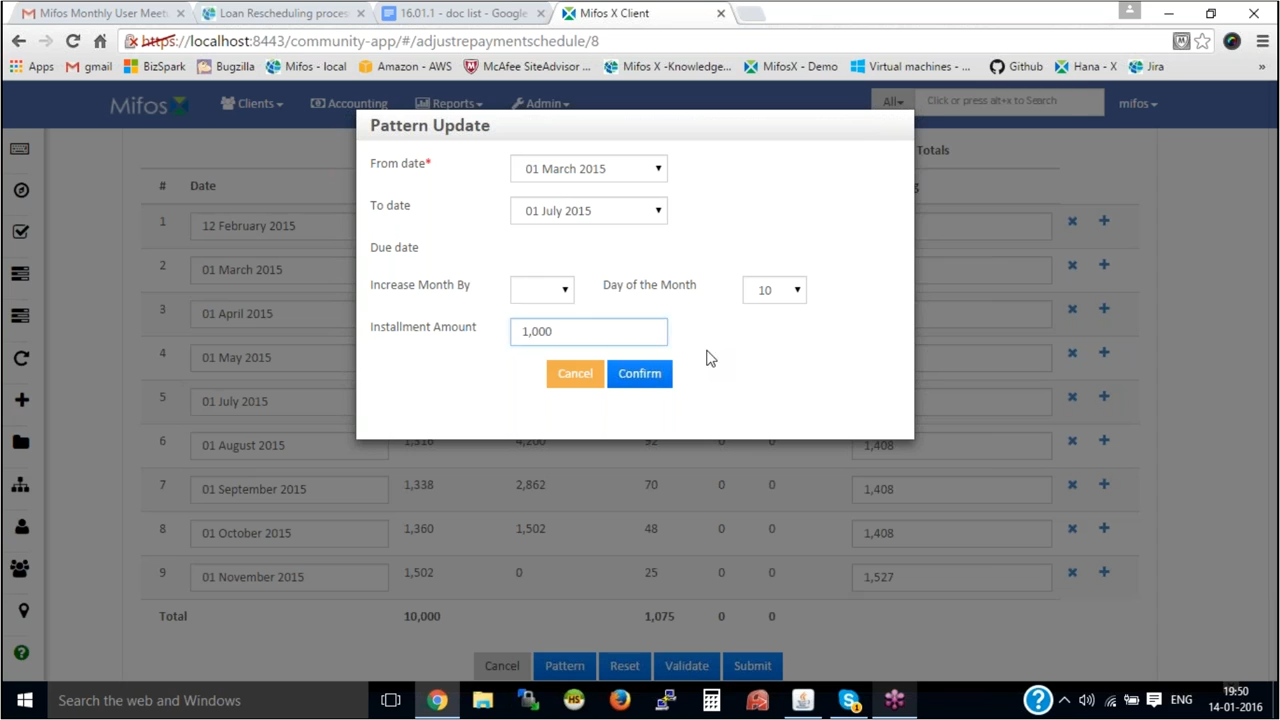 Mifos Monthly User Meetu
Loan Rescheduling proces
16.01.1 - doc list - Google
Mifos X Client
https://localhost:8443/community-app/#/adjustrepaymentschedule/8
Apps gmail BizSpark Bugzilla Mifos - local Amazon - AWS McAfee SiteAdvisor ... Mifos X -Knowledge... MifosX - Demo Virtual machines - ... Github Hana - X Jira »
Mifos Clients Accounting Reports Admin All Click or press alt+x to Search mifos
Pattern Update
From date* 01 March 2015
To date 01 July 2015
Due date
Increase Month By Day of the Month 10
Installment Amount 1,000
Cancel Confirm
Totals
# Date
1 12 February 2015
2 01 March 2015
3 01 April 2015
4 01 May 2015
5 01 July 2015
6 01 August 2015 1,316 4,200 92 0 0 1,408
7 01 September 2015 1,338 2,862 70 0 0 1,408
8 01 October 2015 1,360 1,502 48 0 0 1,408
9 01 November 2015 1,502 0 25 0 0 1,527
Total 10,000 1,075 0 0
Cancel Pattern Reset Validate Submit
Search the web and Windows
ENG
19:50
14-01-2016